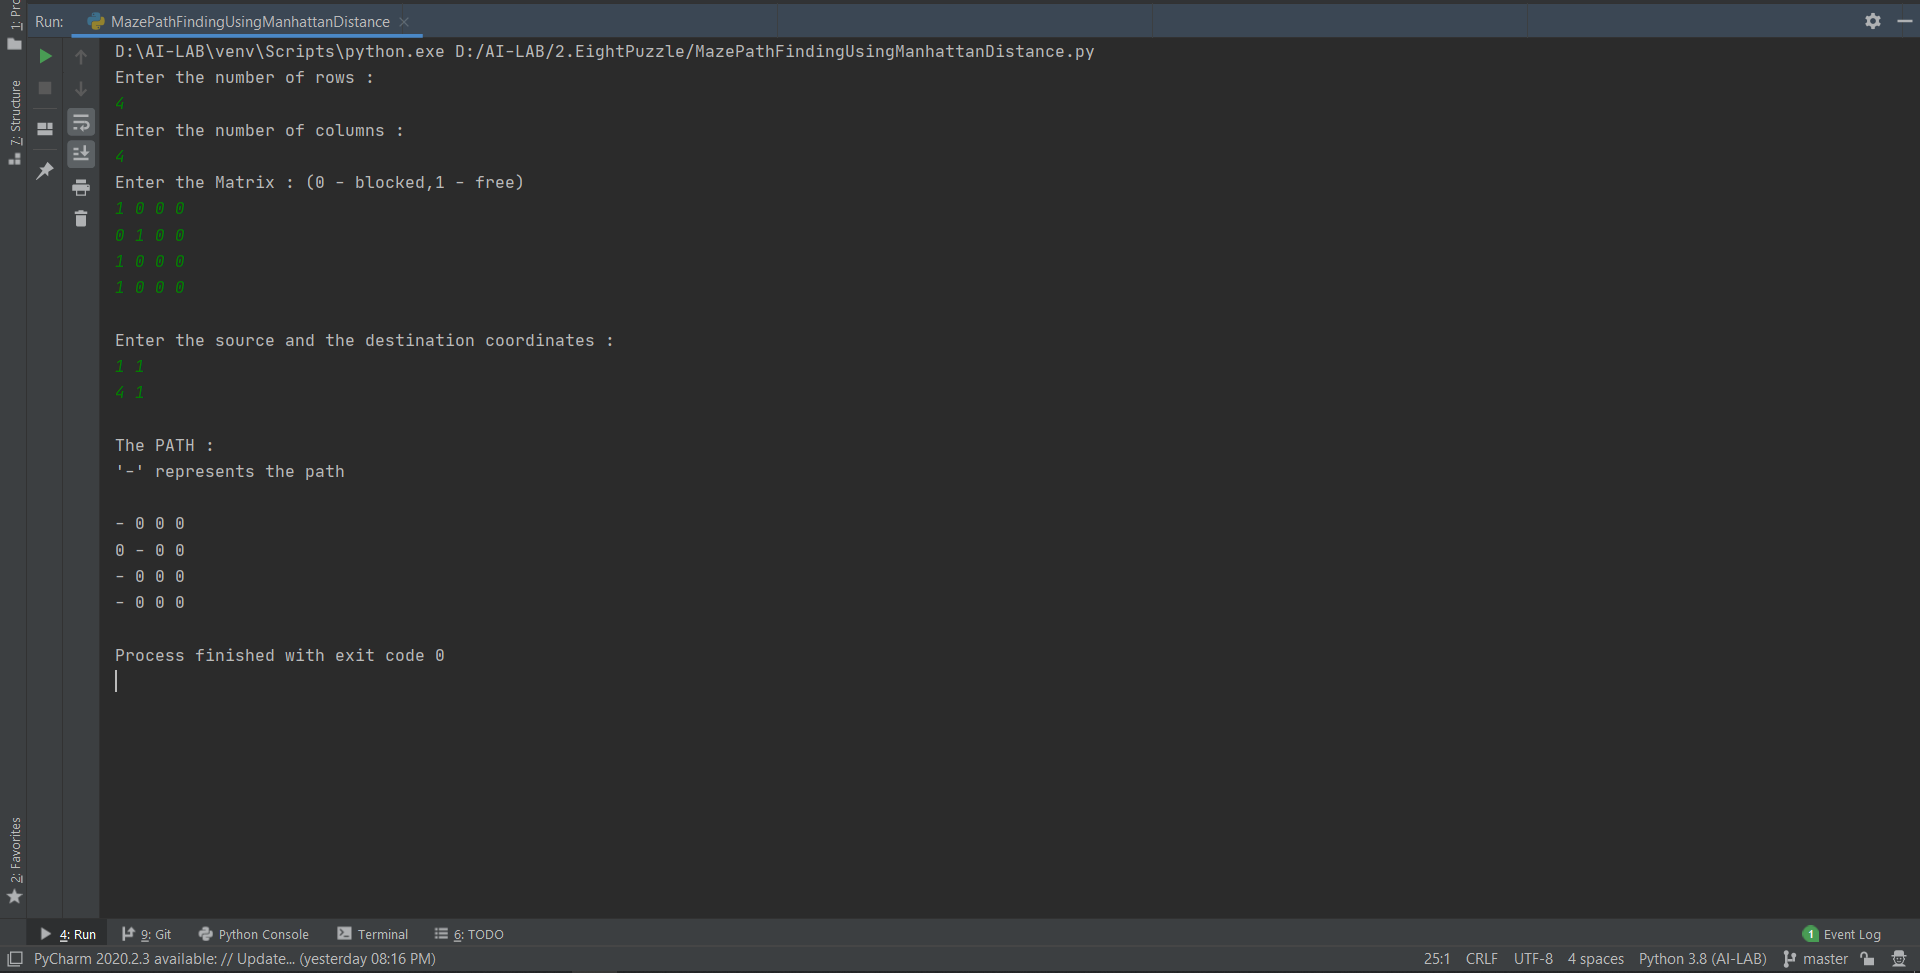 Run: MazePathFindingUsingManhattanDistance
D:\AI-LAB\venv\Scripts\python.exe D:/AI-LAB/2.EightPuzzle/MazePathFindingUsingManhattanDistance.py
Enter the number of rows :
4
Enter the number of columns :
4
Enter the Matrix : (0 - blocked,1 - free)
1 0 0 0
0 1 0 0
1 0 0 0
1 0 0 0
Enter the source and the destination coordinates :
1 1
4 1
The PATH :
'-' represents the path
- 0 0 0
0 - 0 0
- 0 0 0
- 0 0 0
Process finished with exit code 0
7: Structure
2: Favorites
4: Run 9: Git Python Console Terminal 6: TODO 1 Event Log
PyCharm 2020.2.3 available: // Update... (yesterday 08:16 PM) 25:1 CRLF UTF-8 4 spaces Python 3.8 (AI-LAB) master